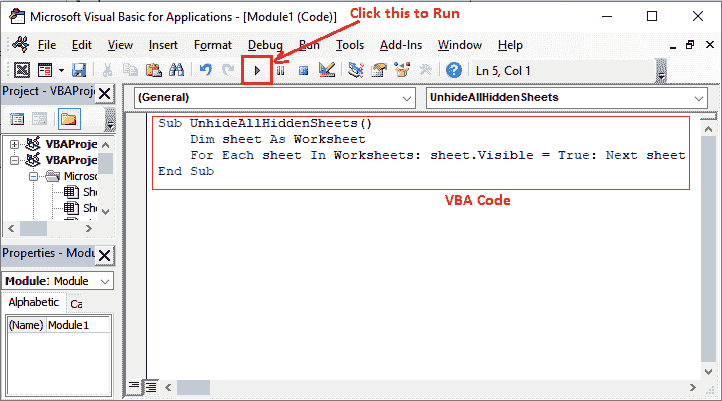 Microsoft Visual Basic for Applications - [Module1 (Code)]
Click this to Run
File Edit View Insert Format Debug Run Tools Add-Ins Window Help
Ln 5, Col 1
Project - VBAProje
(General)
UnhideAllHiddenSheets
VBAProje
VBAProje
Microso
She
She
Sub UnhideAllHiddenSheets()
Dim sheet As Worksheet
For Each sheet In Worksheets: sheet.Visible = True: Next sheet
End Sub
VBA Code
Properties - Modu
Module1 Module
Alphabetic Ca
(Name) Module1